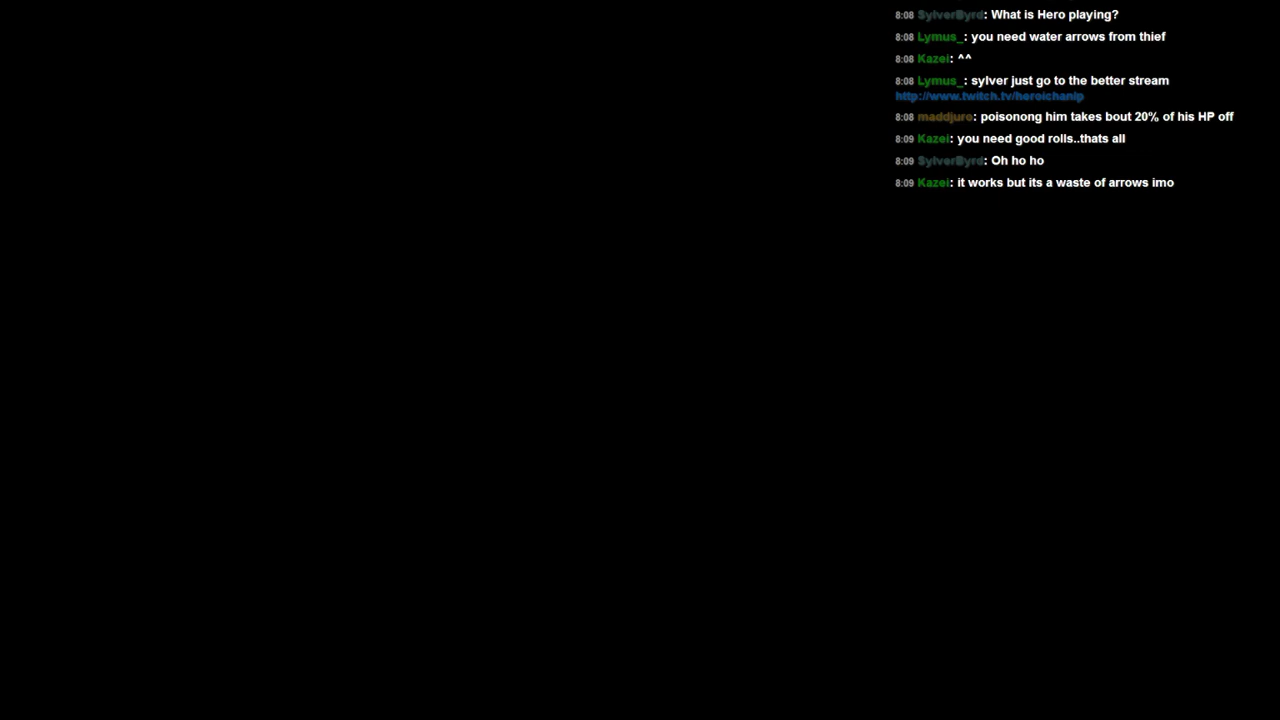 8:08 SylverByrd: What is Hero playing?
8:08 Lymus_: you need water arrows from thief
8:08 Kazei: ^^
8:08 Lymus_: sylver just go to the better stream
http://www.twitch.tv/heroichanip
8:08 maddjuro: poisonong him takes bout 20% of his HP off
8:09 Kazei: you need good rolls..thats all
8:09 SylverByrd: Oh ho ho
8:09 Kazei: it works but its a waste of arrows imo